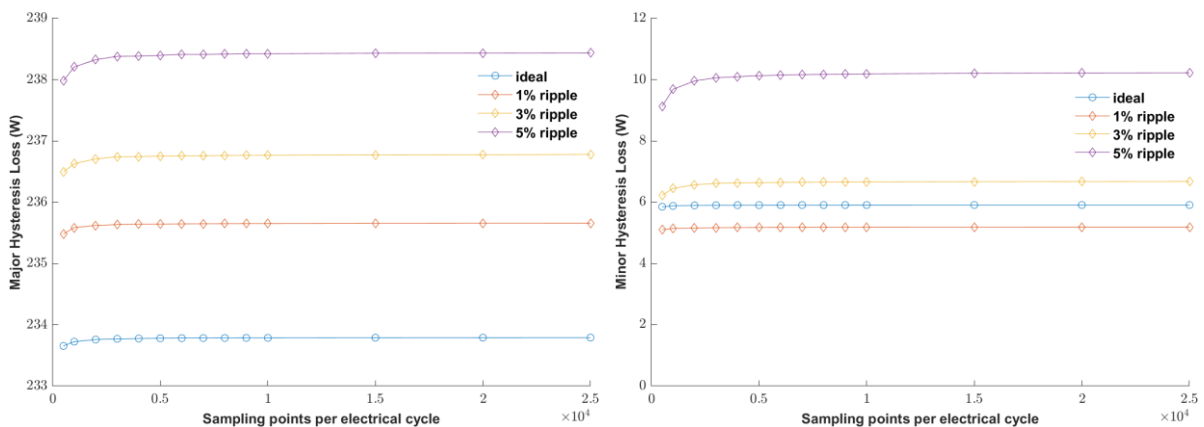 239
238
237
236
235
234
233
Major Hysteresis Loss (W)
ideal
1% ripple
3% ripple
5% ripple
0 0.5 1 1.5 2 2.5
×10⁴
Sampling points per electrical cycle
12
10
8
6
4
2
0
Minor Hysteresis Loss (W)
ideal
1% ripple
3% ripple
5% ripple
0 0.5 1 1.5 2 2.5
×10⁴
Sampling points per electrical cycle